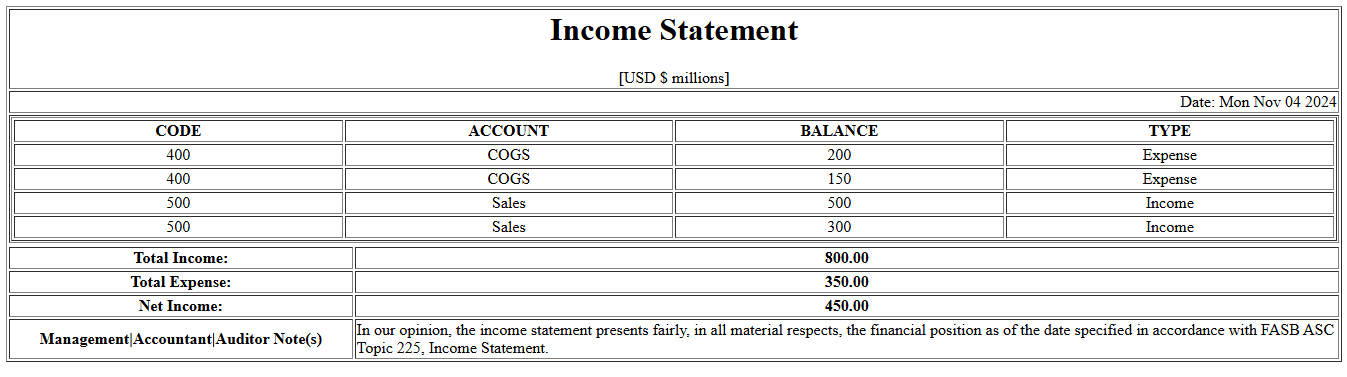 Income Statement
[USD $ millions]
Date: Mon Nov 04 2024
CODE ACCOUNT BALANCE TYPE
400 COGS 200 Expense
400 COGS 150 Expense
500 Sales 500 Income
500 Sales 300 Income
Total Income: 800.00
Total Expense: 350.00
Net Income: 450.00
Management|Accountant|Auditor Note(s) In our opinion, the income statement presents fairly, in all material respects, the financial position as of the date specified in accordance with FASB ASC
Topic 225, Income Statement.